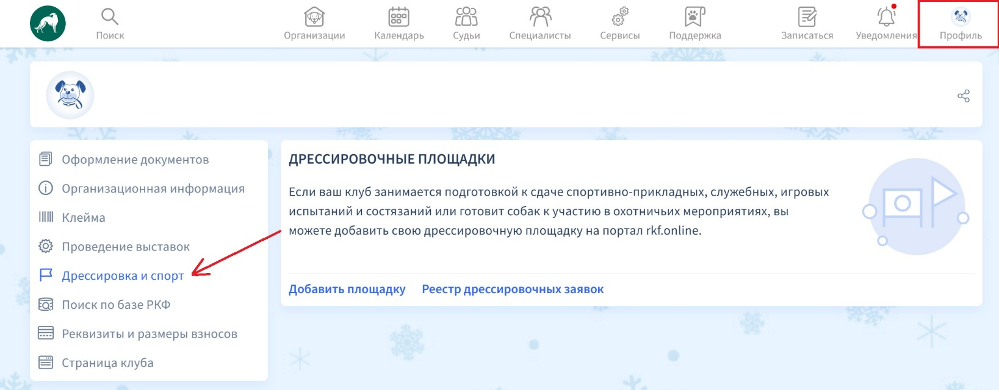 Поиск
Организации
Календарь
Судьи
Специалисты
Сервисы
Поддержка
Записаться
Уведомления
Профиль
Оформление документов
Организационная информация
Клейма
Проведение выставок
Дрессировка и спорт
Поиск по базе РКФ
Реквизиты и размеры взносов
Страница клуба
ДРЕССИРОВОЧНЫЕ ПЛОЩАДКИ
Если ваш клуб занимается подготовкой к сдаче спортивно-прикладных, служебных, игровых
испытаний и состязаний или готовит собак к участию в охотничьих мероприятиях, вы
можете добавить свою дрессировочную площадку на портал rkf.online.
Добавить площадку
Реестр дрессировочных заявок